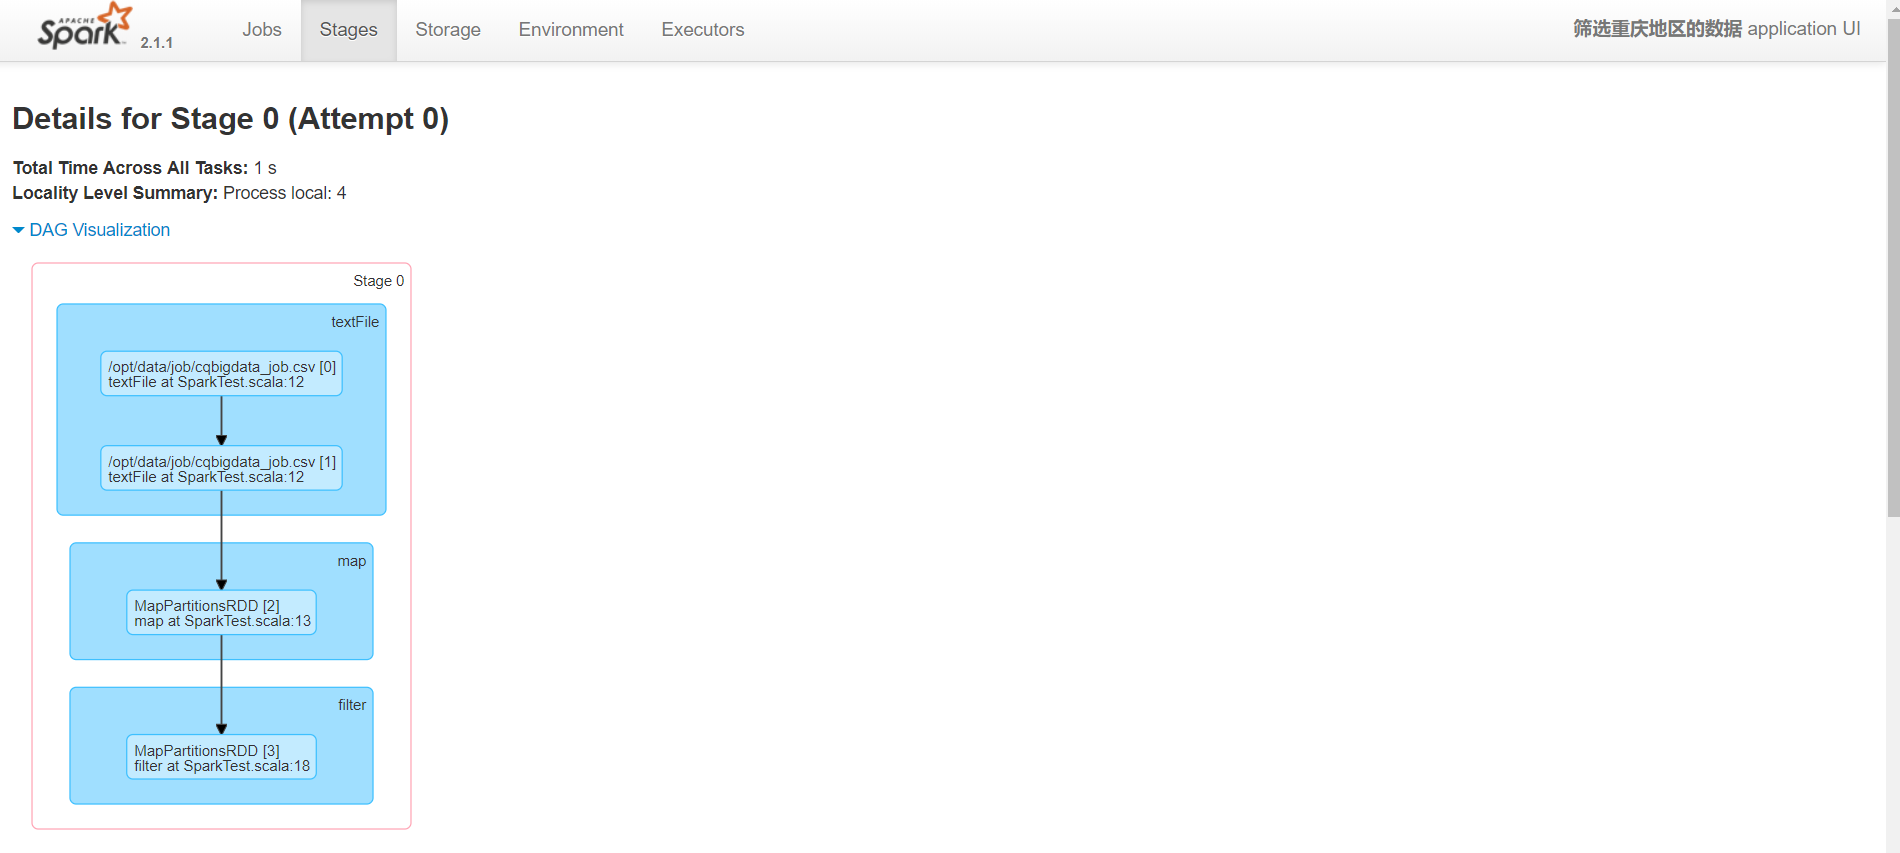 APACHE
Spark 2.1.1
Jobs
Stages
Storage
Environment
Executors
筛选重庆地区的数据 application UI
Details for Stage 0 (Attempt 0)
Total Time Across All Tasks: 1 s
Locality Level Summary: Process local: 4
DAG Visualization
Stage 0
textFile
/opt/data/job/cqbigdata_job.csv [0]
textFile at SparkTest.scala:12
/opt/data/job/cqbigdata_job.csv [1]
textFile at SparkTest.scala:12
map
MapPartitionsRDD [2]
map at SparkTest.scala:13
filter
MapPartitionsRDD [3]
filter at SparkTest.scala:18